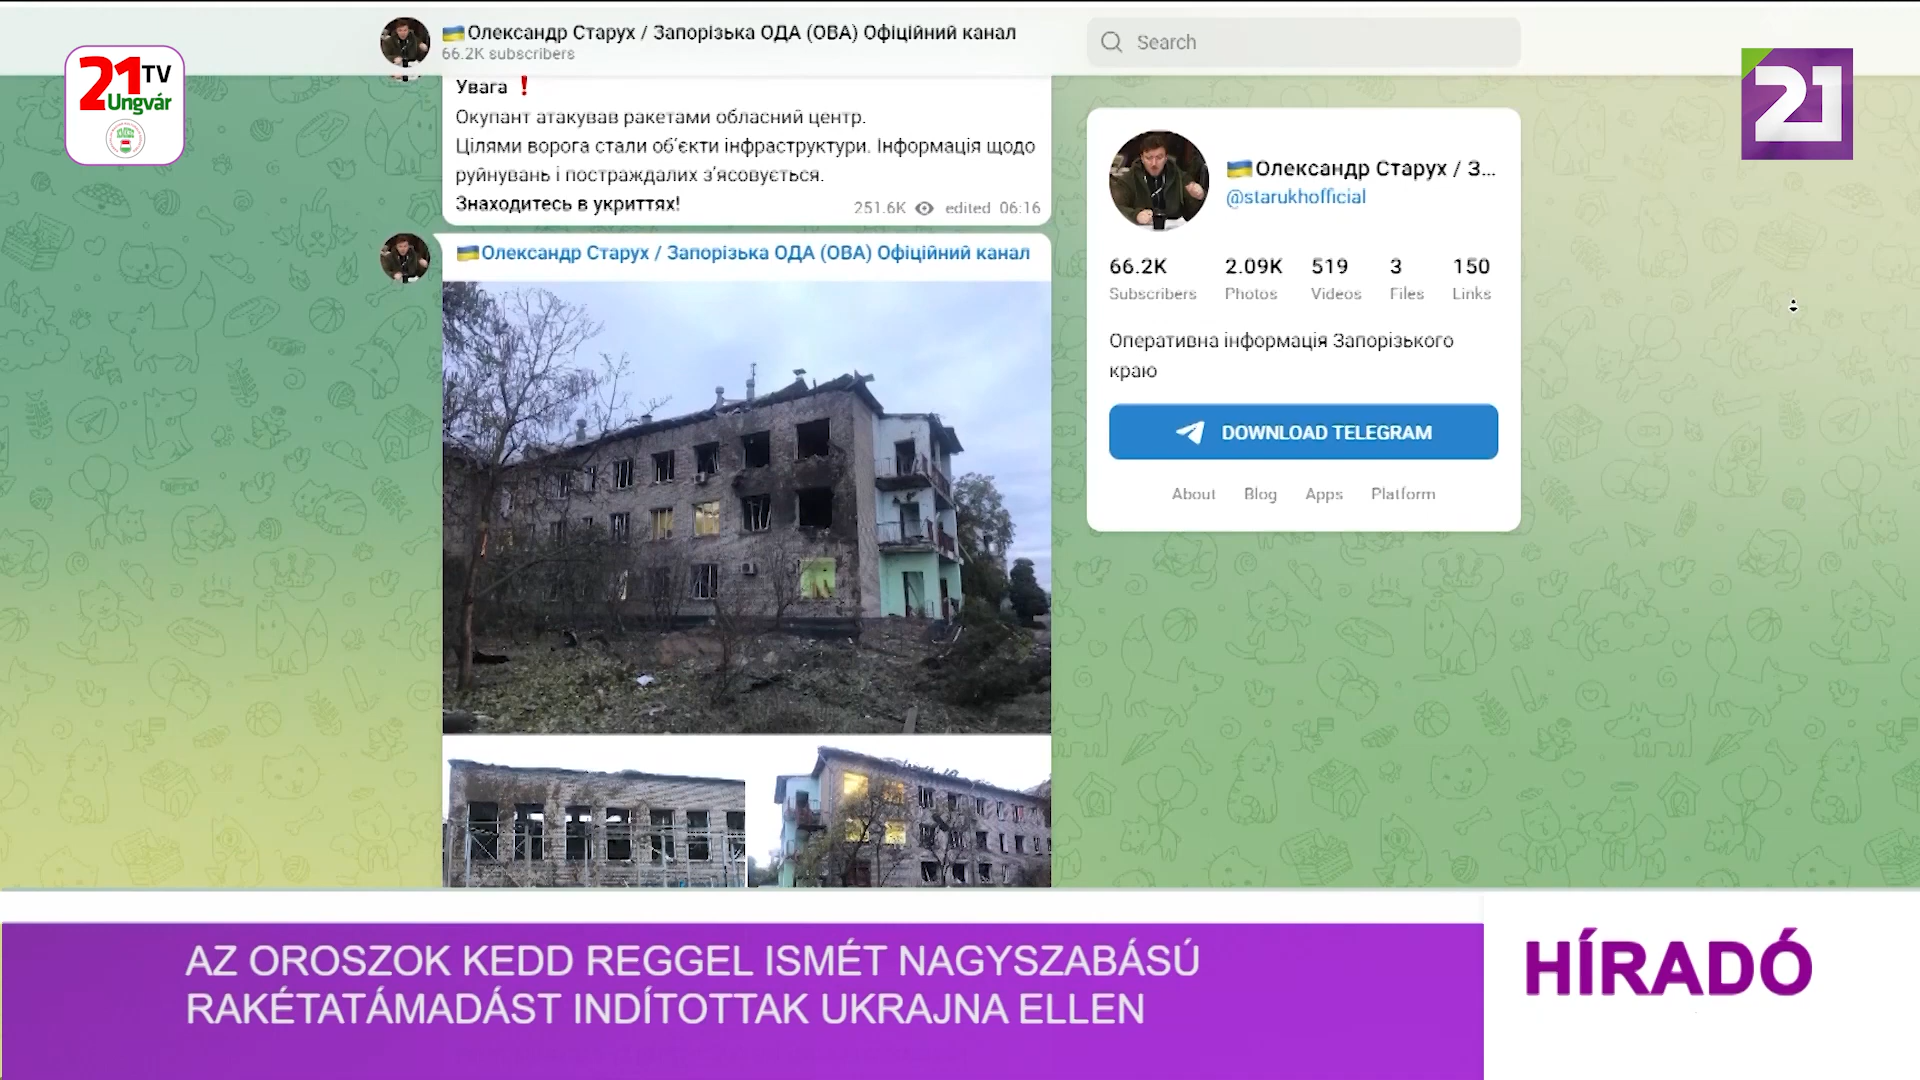 Олександр Старух / Запорізька ОДА (ОВА) Офіційний канал
66.2K subscribers
Search
21 TV
Ungvár
21
Увага ❗
Окупант атакував ракетами обласний центр.
Цілями ворога стали об’єкти інфраструктури. Інформація щодо
руйнувань і постраждалих з’ясовується.
Знаходитесь в укриттях!
251.6K edited 06:16
Олександр Старух / Запорізька ОДА (ОВА) Офіційний канал
Олександр Старух / З...
@starukhofficial
66.2K 2.09K 519 3 150
Subscribers Photos Videos Files Links
Оперативна інформація Запорізького
краю
DOWNLOAD TELEGRAM
About Blog Apps Platform
AZ OROSZOK KEDD REGGEL ISMÉT NAGYSZABÁSÚ
RAKÉTATÁMADÁST INDÍTOTTAK UKRAJNA ELLEN
HÍRADÓ